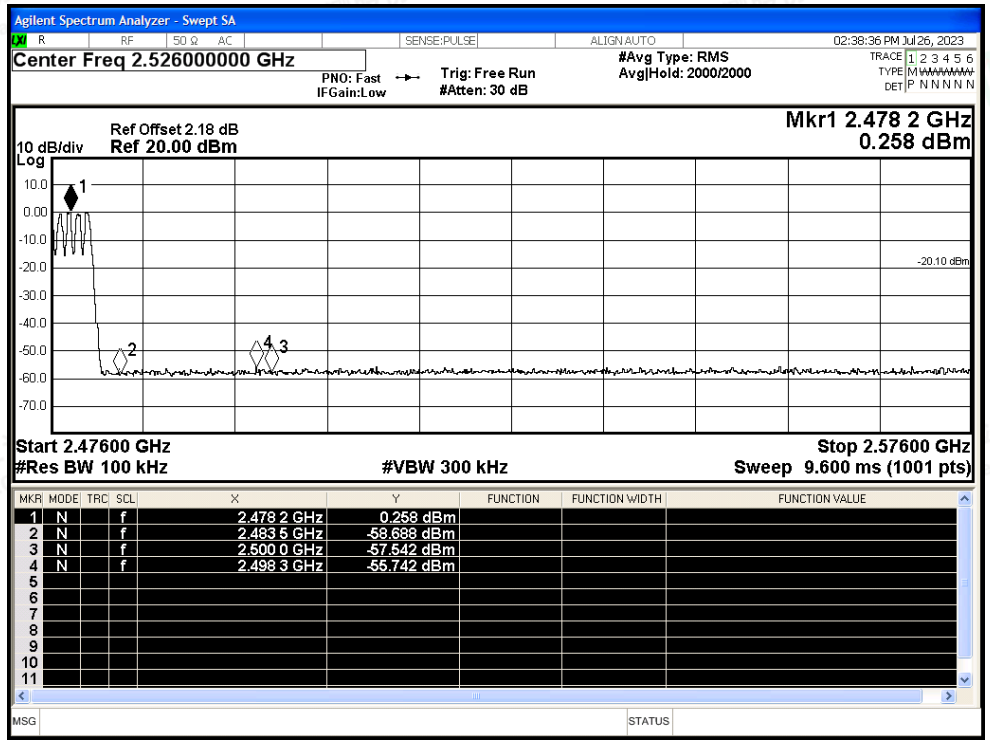 Agilent Spectrum Analyzer - Swept SA
LXI R RF 50 Ω AC SENSE:PULSE ALIGN AUTO 02:38:36 PM Jul 26, 2023
Center Freq 2.526000000 GHz
PNO: Fast
IFGain:Low
Trig: Free Run
#Atten: 30 dB
#Avg Type: RMS
Avg|Hold: 2000/2000
TRACE 1 2 3 4 5 6
TYPE MWWWWW
DET P N N N N N
Mkr1 2.478 2 GHz
0.258 dBm
Ref Offset 2.18 dB
10 dB/div Ref 20.00 dBm
Log
10.0
0.00
-10.0
-20.0
-30.0
-40.0
-50.0
-60.0
-70.0
1
2
4
3
-20.10 dBm
Start 2.47600 GHz Stop 2.57600 GHz
#Res BW 100 kHz #VBW 300 kHz Sweep 9.600 ms (1001 pts)
MKR MODE TRC SCL X Y FUNCTION FUNCTION WIDTH FUNCTION VALUE
1 N f 2.478 2 GHz 0.258 dBm
2 N f 2.483 5 GHz -58.688 dBm
3 N f 2.500 0 GHz -57.542 dBm
4 N f 2.498 3 GHz -55.742 dBm
5
6
7
8
9
10
11
MSG STATUS